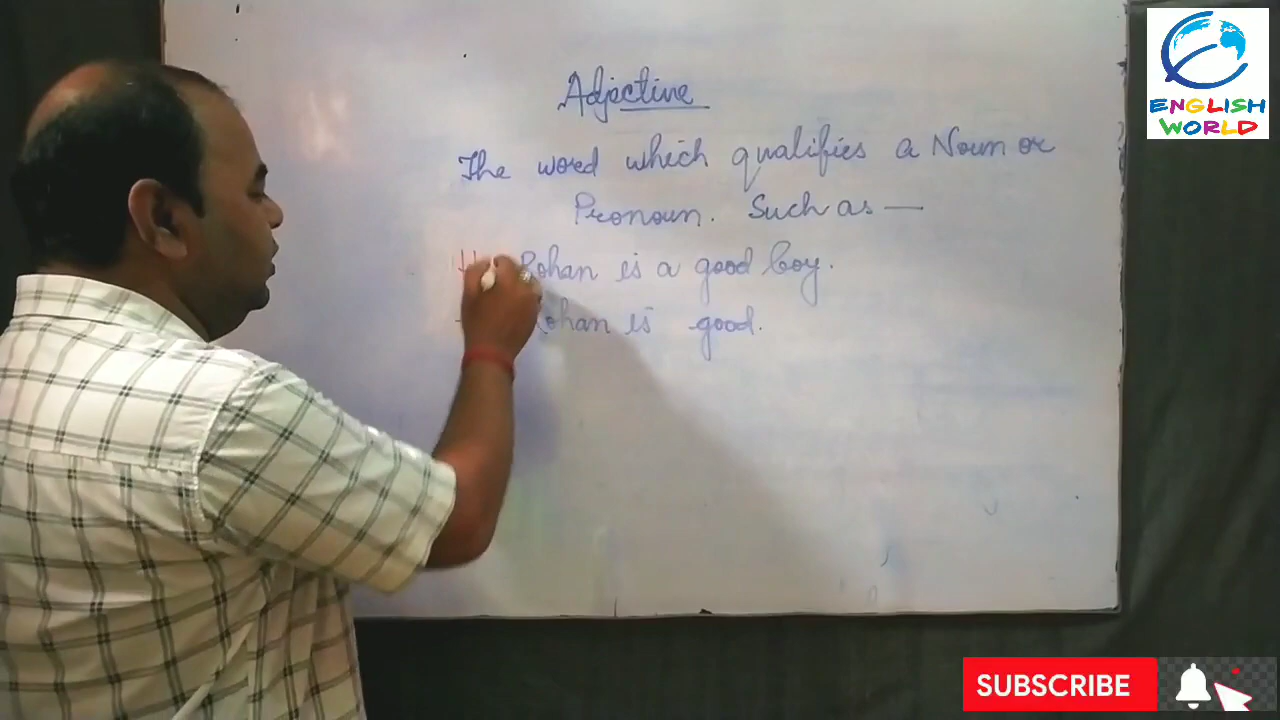 Adjective
The word which qualifies a Noun or
Pronoun. Such as —
Rohan is a good boy.
Rohan is good.
ENGLISH
WORLD
SUBSCRIBE